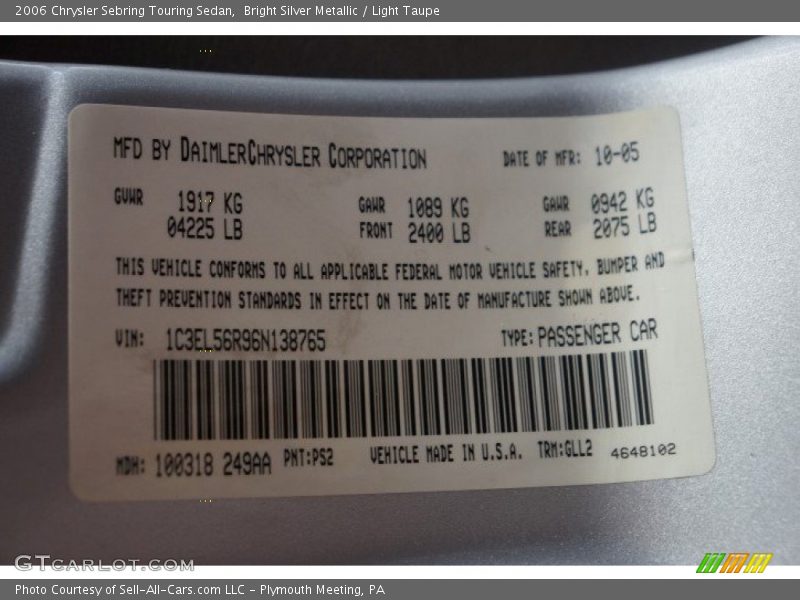 2006 Chrysler Sebring Touring Sedan,  Bright Silver Metallic / Light Taupe
MFD BY DAIMLERCHRYSLER CORPORATION DATE OF MFR: 10-05
GVWR 1917 KG GAWR 1089 KG GAWR 0942 KG
04225 LB FRONT 2400 LB REAR 2075 LB
THIS VEHICLE CONFORMS TO ALL APPLICABLE FEDERAL MOTOR VEHICLE SAFETY, BUMPER AND
THEFT PREVENTION STANDARDS IN EFFECT ON THE DATE OF MANUFACTURE SHOWN ABOVE.
VIN: 1C3EL56R96N138765 TYPE: PASSENGER CAR
MDH: 100318 249AA PNT:PS2 VEHICLE MADE IN U.S.A. TRM:GLL2 4648102
GTCARLOT.COM
Photo Courtesy of Sell-All-Cars.com LLC - Plymouth Meeting, PA